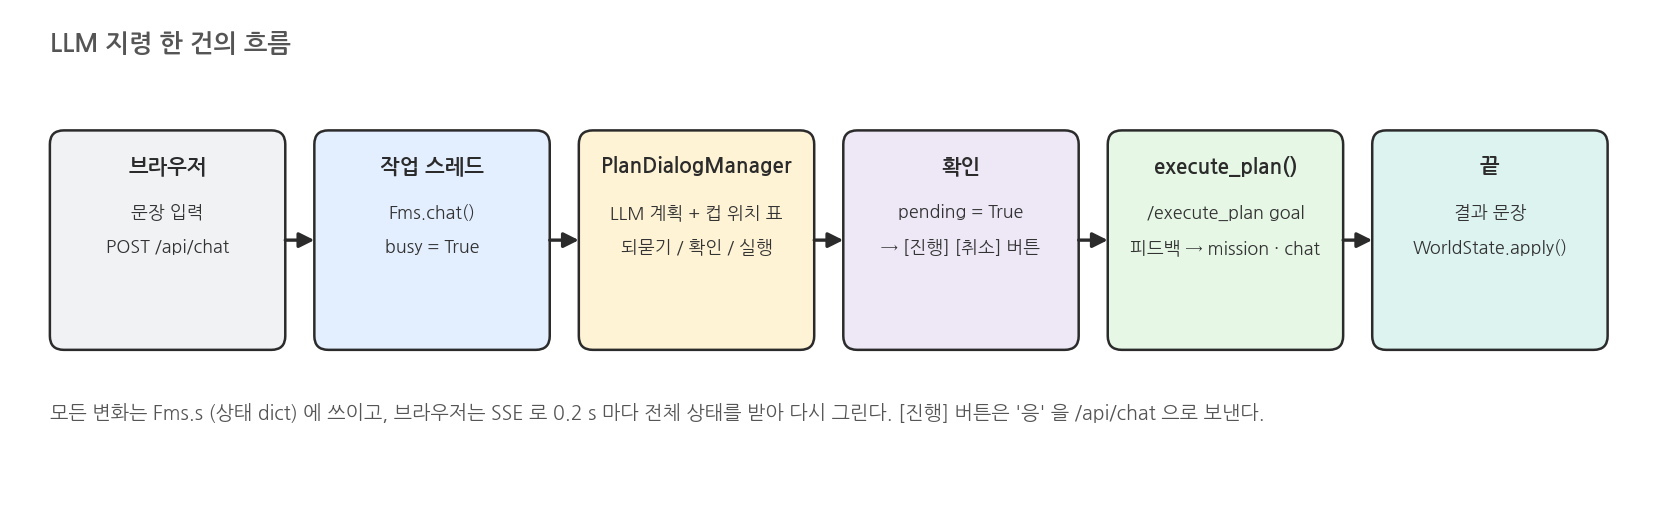 LLM 지령 한 건의 흐름
브라우저
문장 입력
POST /api/chat
작업 스레드
Fms.chat()
busy = True
PlanDialogManager
LLM 계획 + 컵 위치 표
되묻기 / 확인 / 실행
확인
pending = True
→ [진행] [취소] 버튼
execute_plan()
/execute_plan goal
피드백 → mission · chat
끝
결과 문장
WorldState.apply()
모든 변화는 Fms.s (상태 dict) 에 쓰이고, 브라우저는 SSE 로 0.2 s 마다 전체 상태를 받아 다시 그린다. [진행] 버튼은 '응' 을 /api/chat 으로 보낸다.